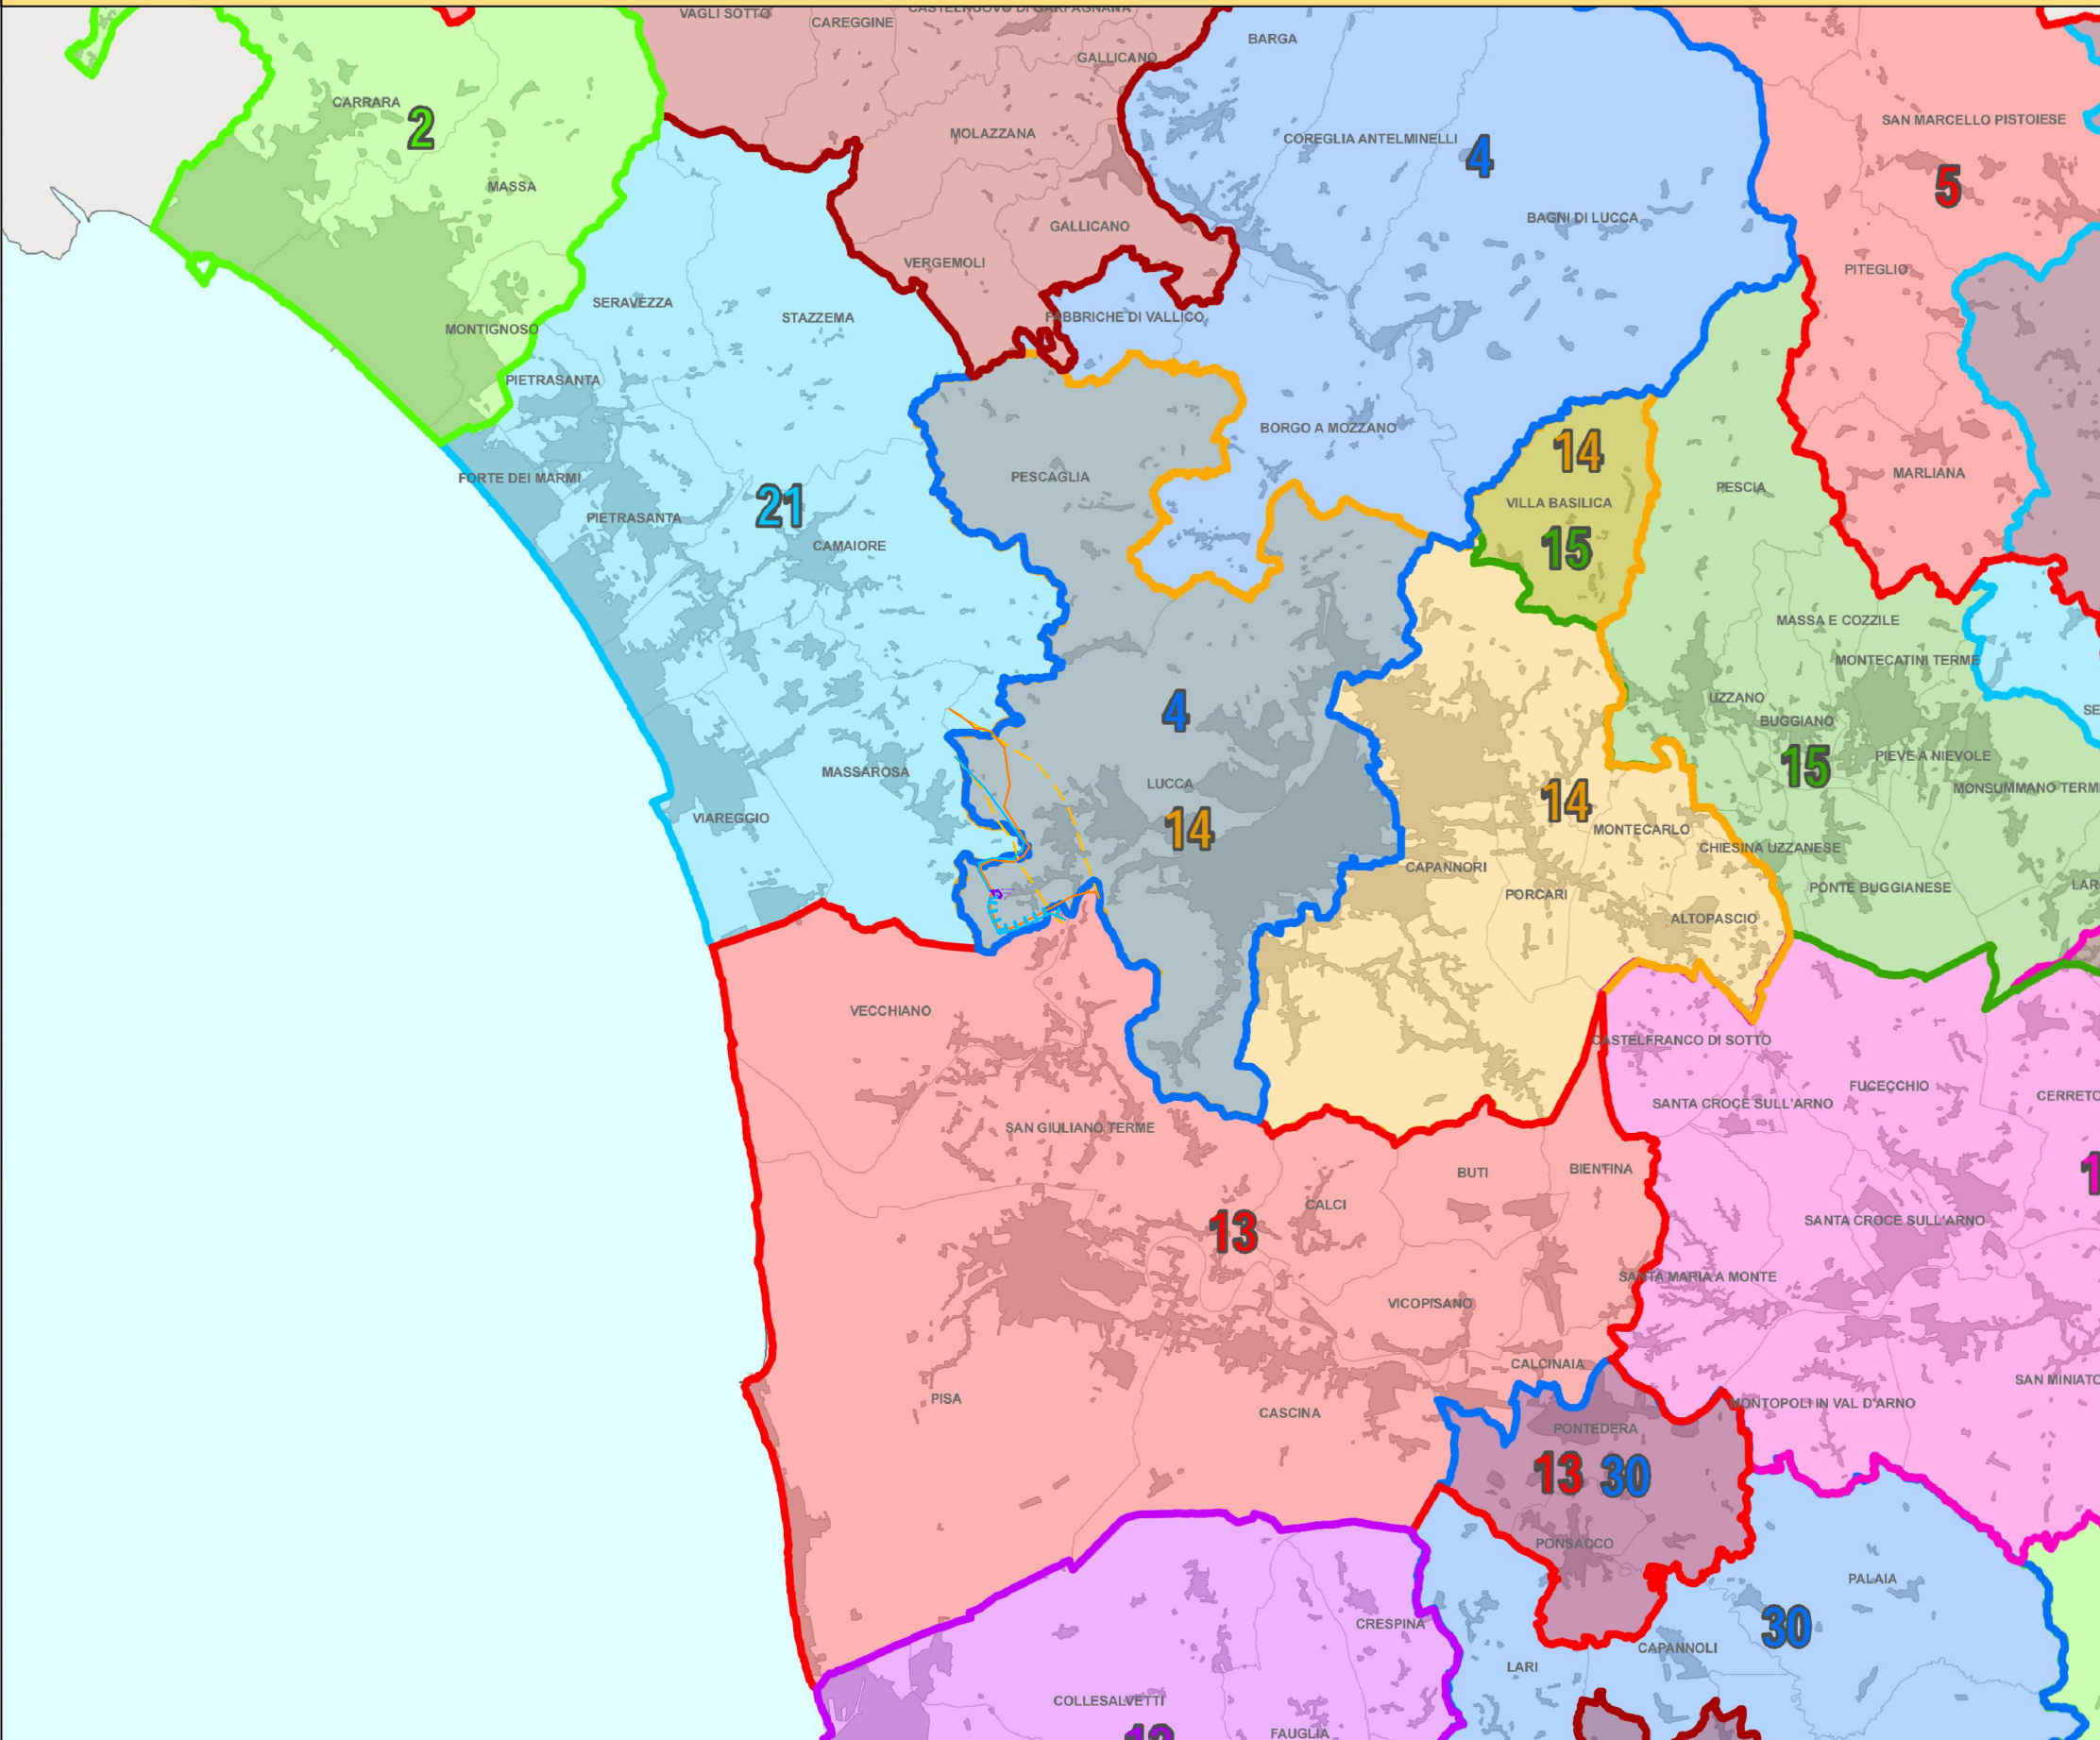 VAGLI SOTTO
CAREGGINE
CASTELNUOVO DI GARFAGNANA
GALLICANO
BARGA
CARRARA
2
MASSA
MOLAZZANA
COREGLIA ANTELMINELLI
4
SAN MARCELLO PISTOIESE
5
GALLICANO
BAGNI DI LUCCA
VERGEMOLI
PITEGLIO
SERAVEZZA
STAZZEMA
FABBRICHE DI VALLICO
MONTIGNOSO
PIETRASANTA
BORGO A MOZZANO
14
FORTE DEI MARMI
PESCAGLIA
MARLIANA
21
VILLA BASILICA
PESCIA
PIETRASANTA
CAMAIORE
15
MASSA E COZZILE
MONTECATINI TERME
4
UZZANO
SE
BUGGIANO
MASSAROSA
LUCCA
15
PIEVE A NIEVOLE
MONSUMMANO TERM
VIAREGGIO
14
14
MONTECARLO
CHIESINA UZZANESE
CAPANNORI
PORCARI
PONTE BUGGIANESE
LAR
ALTOPASCIO
VECCHIANO
CASTELFRANCO DI SOTTO
FUCECCHIO
CERRETO
SANTA CROCE SULL'ARNO
SAN GIULIANO TERME
BUTI
BIENTINA
1
CALCI
13
SANTA CROCE SULL'ARNO
SANTA MARIA A MONTE
VICOPISANO
CALCINAIA
SAN MINIATO
PISA
CASCINA
MONTOPOLI IN VAL D'ARNO
PONTEDERA
13 30
PONSACCO
PALAIA
CRESPINA
30
CAPANNOLI
LARI
COLLESALVETTI
FAUGLIA